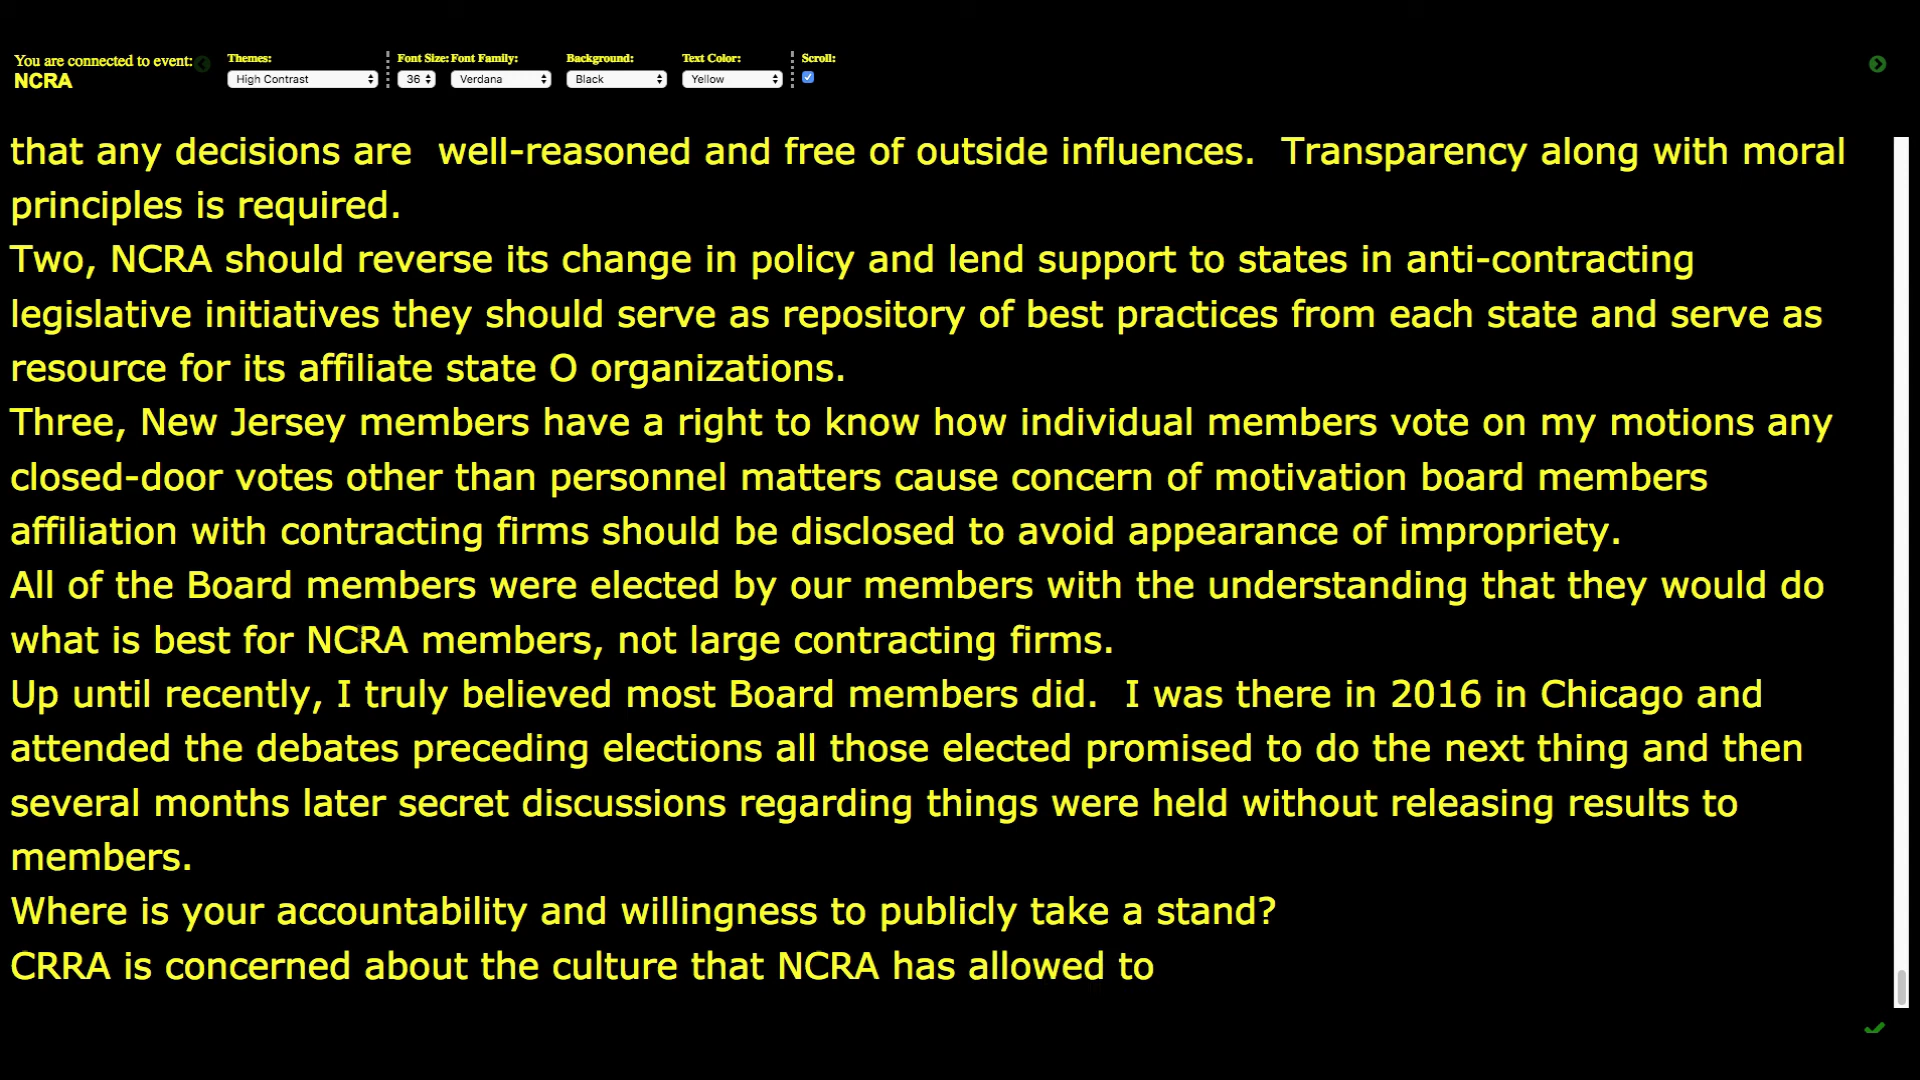 You are connected to event:
NCRA
Themes:
High Contrast
Font Size:
36
Font Family:
Verdana
Background:
Black
Text Color:
Yellow
Scroll:
that any decisions are  well-reasoned and free of outside influences.  Transparency along with moral
principles is required.
Two, NCRA should reverse its change in policy and lend support to states in anti-contracting
legislative initiatives they should serve as repository of best practices from each state and serve as
resource for its affiliate state O organizations.
Three, New Jersey members have a right to know how individual members vote on my motions any
closed-door votes other than personnel matters cause concern of motivation board members
affiliation with contracting firms should be disclosed to avoid appearance of impropriety.
All of the Board members were elected by our members with the understanding that they would do
what is best for NCRA members, not large contracting firms.
Up until recently, I truly believed most Board members did.  I was there in 2016 in Chicago and
attended the debates preceding elections all those elected promised to do the next thing and then
several months later secret discussions regarding things were held without releasing results to
members.
Where is your accountability and willingness to publicly take a stand?
CRRA is concerned about the culture that NCRA has allowed to